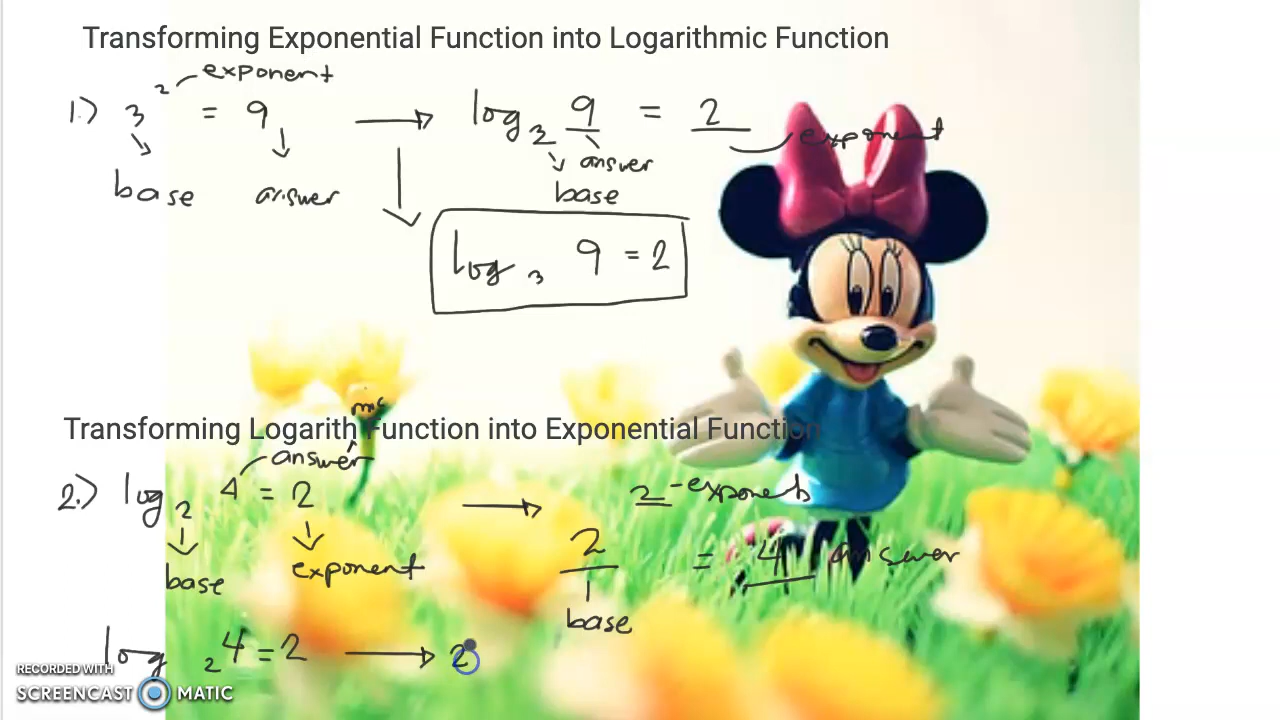 Transforming Exponential Function into Logarithmic Function
exponent
1.) 3² = 9 → log₃ 9 = 2
exponent
answer
base answer base
log₃ 9 = 2
mic
Transforming Logarith Function into Exponential Function
answer
2.) log₂ 4 = 2 → 2 - exponent
2 = 4 answer
base exponent
base
log₂ 4 = 2 → 2
RECORDED WITH
SCREENCAST MATIC